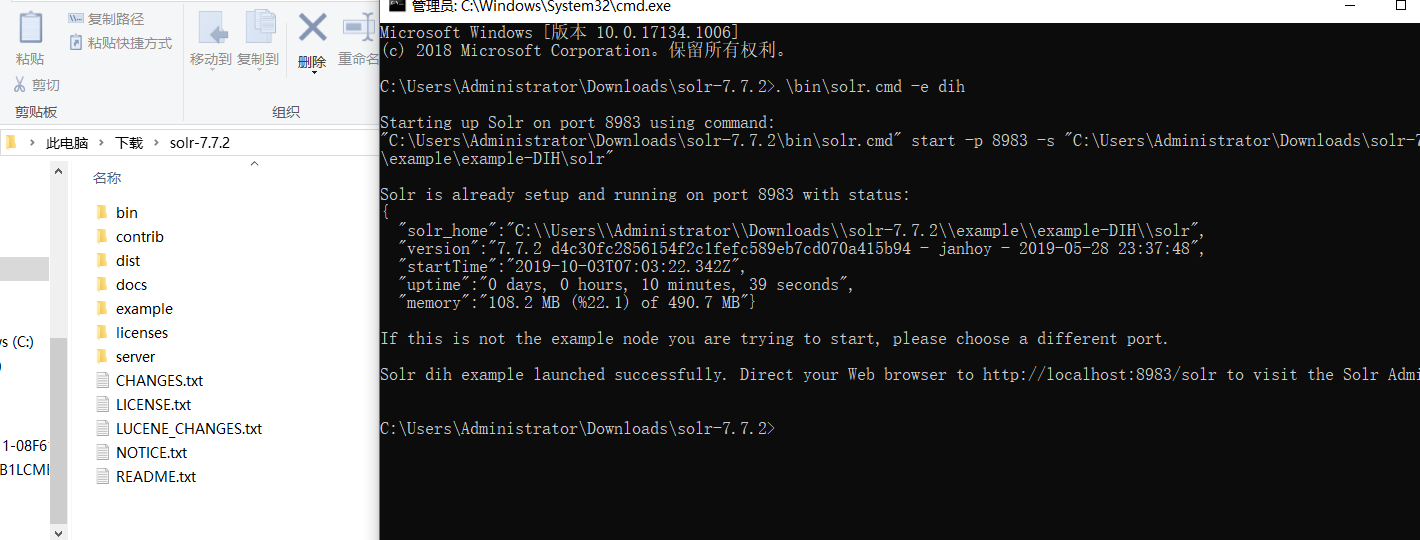 复制路径
粘贴快捷方式
粘贴
剪切
剪贴板
移动到
复制到
删除
重命名
组织
此电脑 > 下载 > solr-7.7.2
名称
bin
contrib
dist
docs
example
licenses
server
CHANGES.txt
LICENSE.txt
LUCENE_CHANGES.txt
NOTICE.txt
README.txt
s (C:)
)
1-08F6
B1LCM
管理员: C:\Windows\System32\cmd.exe
Microsoft Windows [版本 10.0.17134.1006]
(c) 2018 Microsoft Corporation。保留所有权利。
C:\Users\Administrator\Downloads\solr-7.7.2>.\bin\solr.cmd -e dih
Starting up Solr on port 8983 using command:
"C:\Users\Administrator\Downloads\solr-7.7.2\bin\solr.cmd" start -p 8983 -s "C:\Users\Administrator\Downloads\solr-7
\example\example-DIH\solr"
Solr is already setup and running on port 8983 with status:
{
"solr_home":"C:\\Users\\Administrator\\Downloads\\solr-7.7.2\\example\\example-DIH\\solr",
"version":"7.7.2 d4c30fc2856154f2c1fefc589eb7cd070a415b94 - janhoy - 2019-05-28 23:37:48",
"startTime":"2019-10-03T07:03:22.342Z",
"uptime":"0 days, 0 hours, 10 minutes, 39 seconds",
"memory":"108.2 MB (%22.1) of 490.7 MB"}
If this is not the example node you are trying to start, please choose a different port.
Solr dih example launched successfully. Direct your Web browser to http://localhost:8983/solr to visit the Solr Admi
C:\Users\Administrator\Downloads\solr-7.7.2>